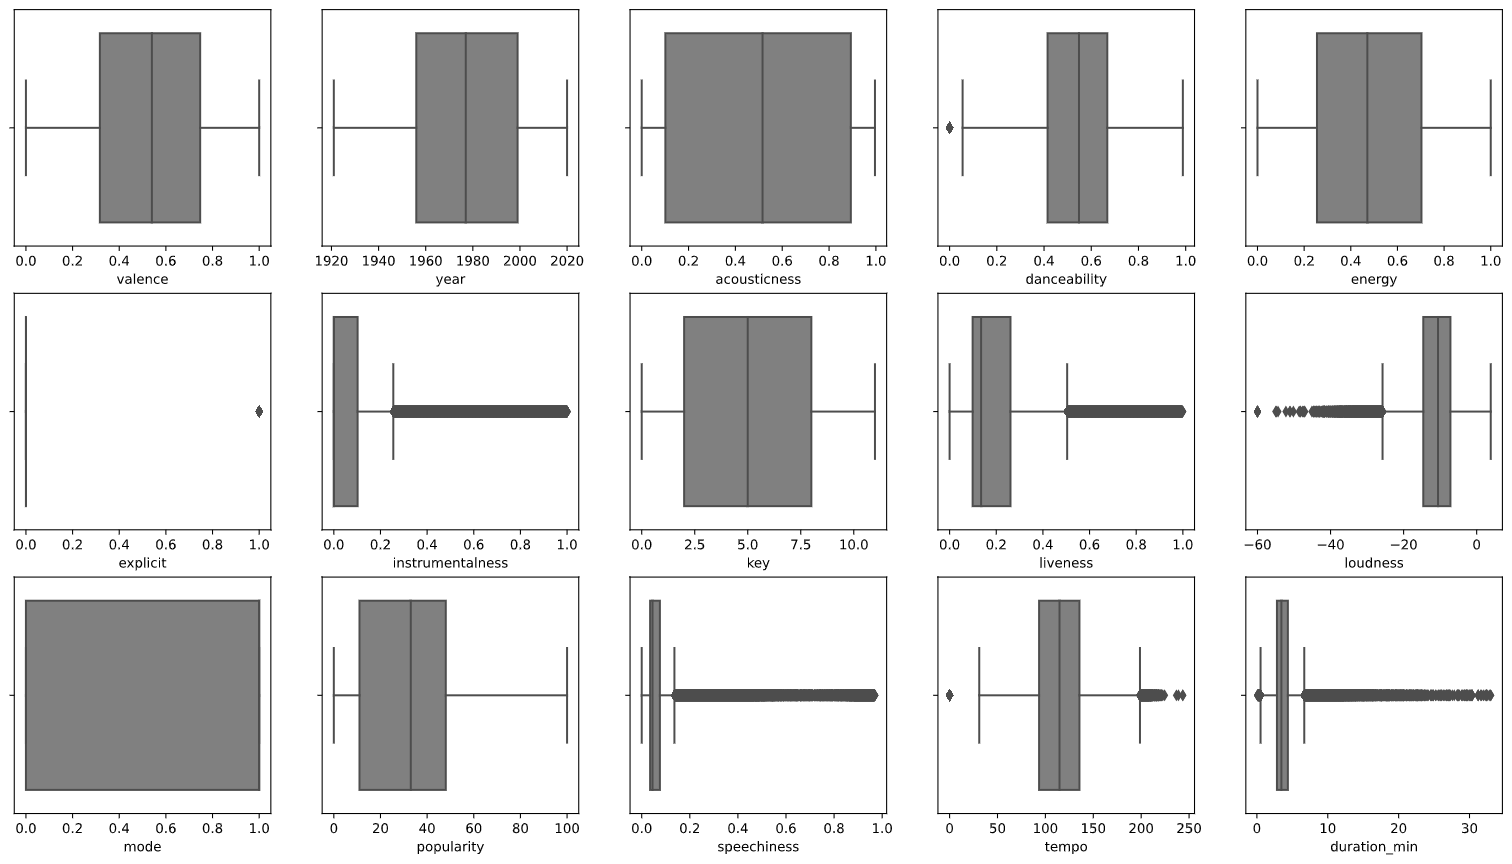 0.0 0.2 0.4 0.6 0.8 1.0
valence
1920 1940 1960 1980 2000 2020
year
0.0 0.2 0.4 0.6 0.8 1.0
acousticness
0.0 0.2 0.4 0.6 0.8 1.0
danceability
0.0 0.2 0.4 0.6 0.8 1.0
energy
0.0 0.2 0.4 0.6 0.8 1.0
explicit
0.0 0.2 0.4 0.6 0.8 1.0
instrumentalness
0.0 2.5 5.0 7.5 10.0
key
0.0 0.2 0.4 0.6 0.8 1.0
liveness
−60 −40 −20 0
loudness
0.0 0.2 0.4 0.6 0.8 1.0
mode
0 20 40 60 80 100
popularity
0.0 0.2 0.4 0.6 0.8 1.0
speechiness
0 50 100 150 200 250
tempo
0 10 20 30
duration_min